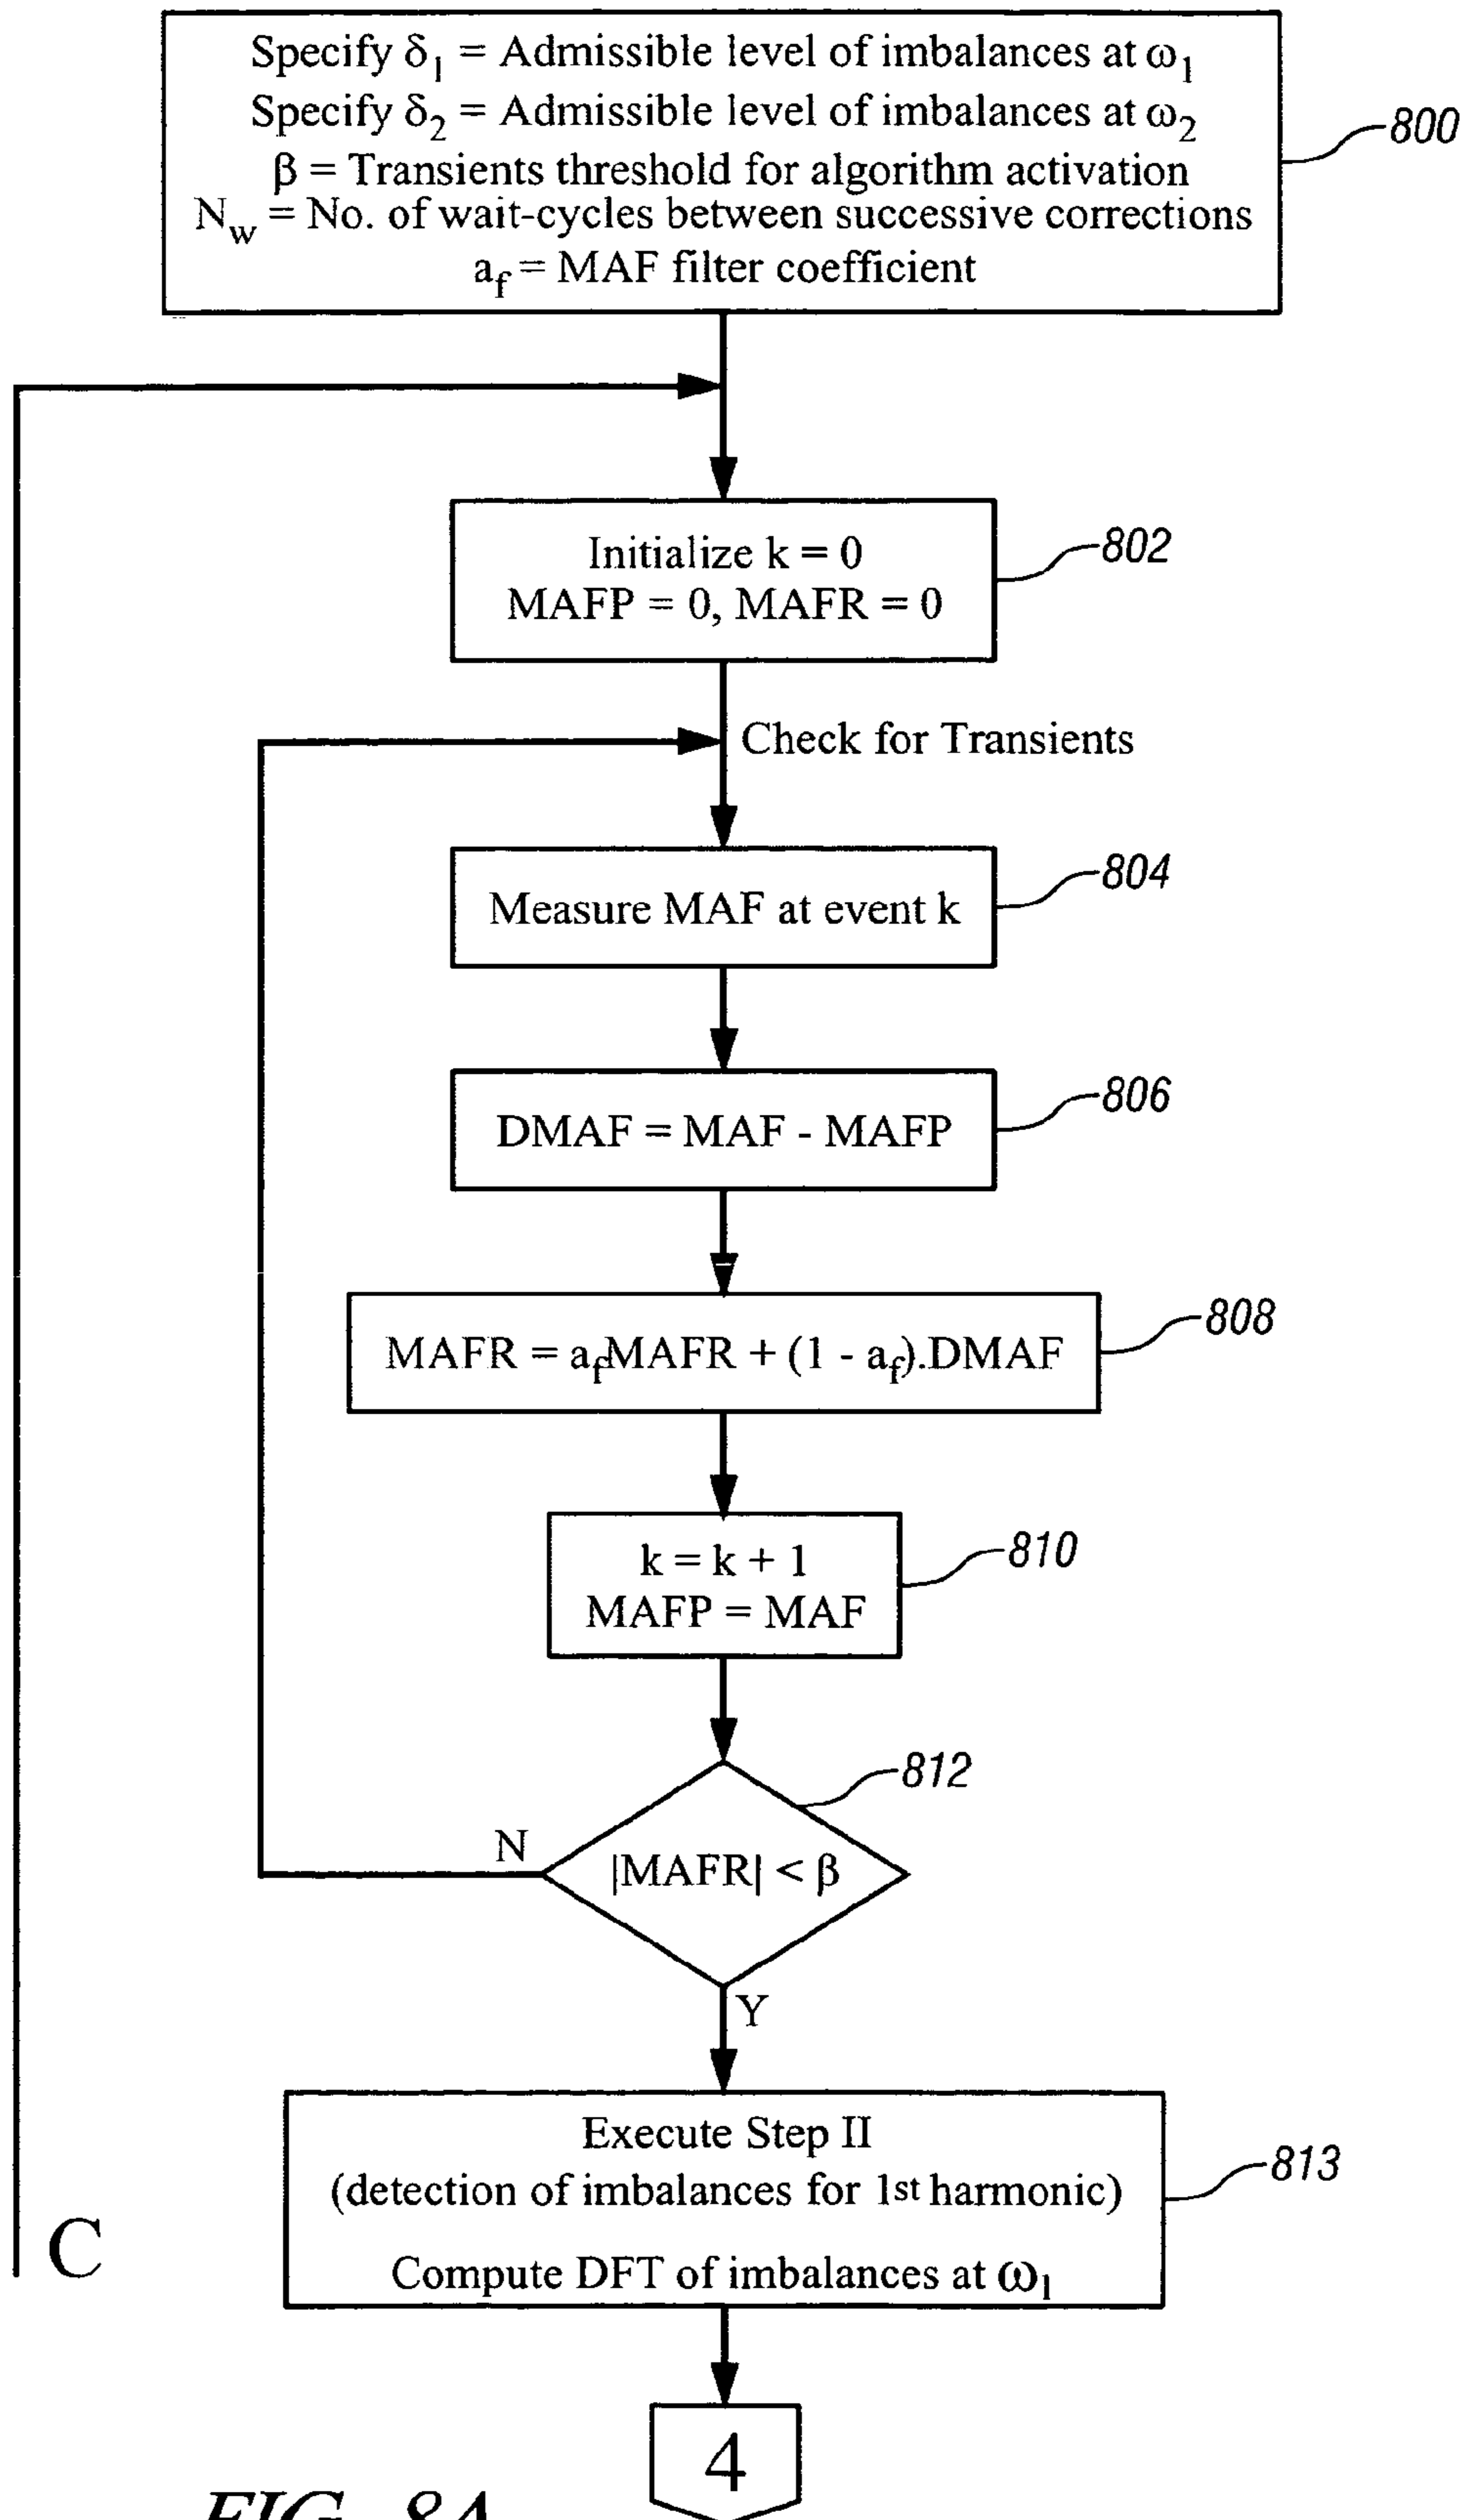 Specify δ1 = Admissible level of imbalances at ω1
Specify δ2 = Admissible level of imbalances at ω2
β = Transients threshold for algorithm activation
Nw = No. of wait-cycles between successive corrections
af = MAF filter coefficient
800
Initialize k = 0
MAFP = 0, MAFR = 0
802
Check for Transients
Measure MAF at event k
804
DMAF = MAF - MAFP
806
MAFR = afMAFR + (1 - af).DMAF
808
k = k + 1
MAFP = MAF
810
812
N
|MAFR| < β
Y
Execute Step II
(detection of imbalances for 1st harmonic)
Compute DFT of imbalances at ω1
813
C
4
FIG. 8A